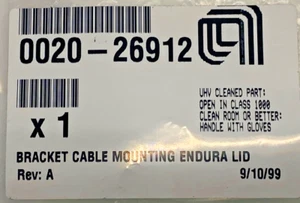 0020-26912
UHV CLEANED PART:
OPEN IN CLASS 1000
CLEAN ROOM OR BETTER:
HANDLE WITH GLOVES
X 1
BRACKET CABLE MOUNTING ENDURA LID
Rev: A 9/10/99